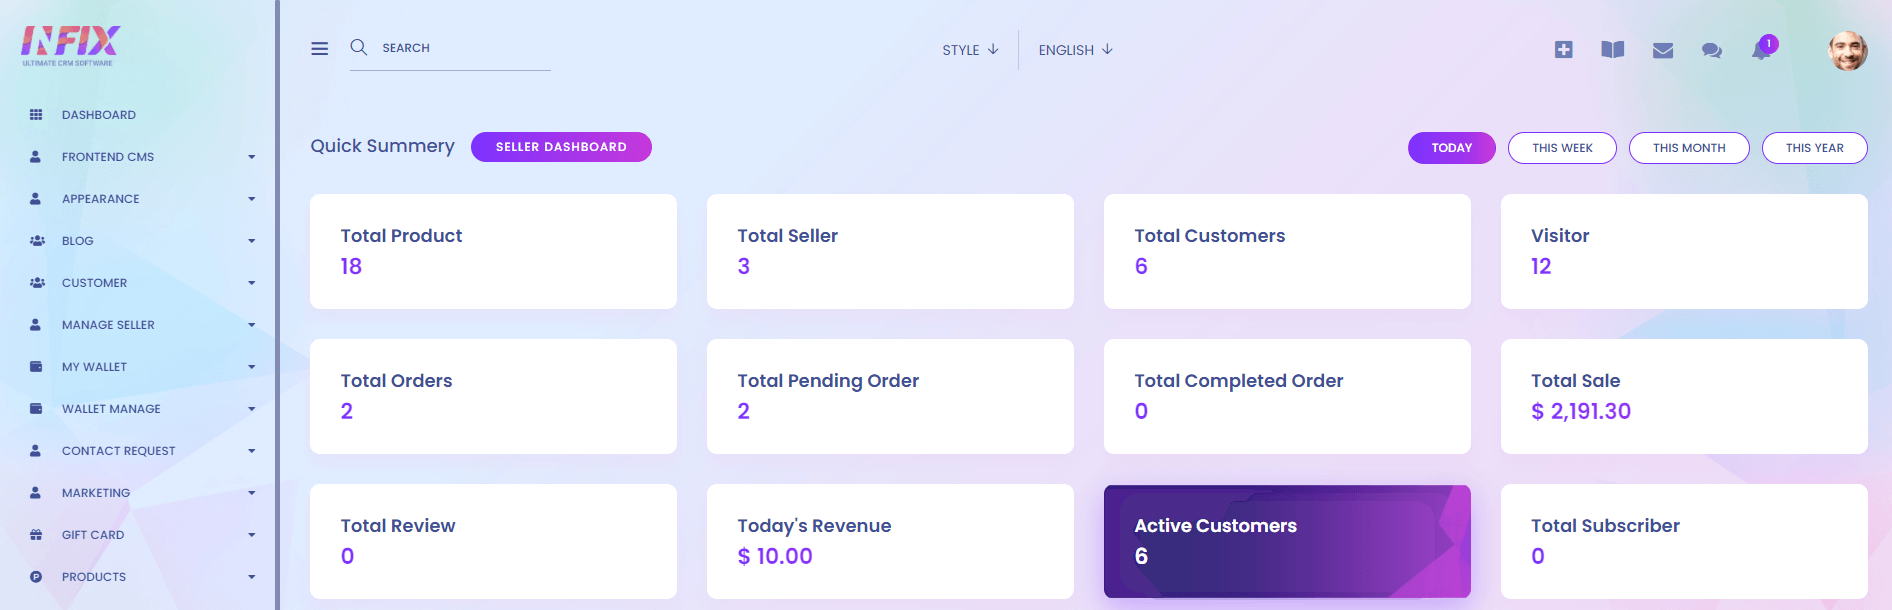 INFIX
ULTIMATE CRM SOFTWARE
SEARCH
STYLE
ENGLISH
1
DASHBOARD
FRONTEND CMS
APPEARANCE
BLOG
CUSTOMER
MANAGE SELLER
MY WALLET
WALLET MANAGE
CONTACT REQUEST
MARKETING
GIFT CARD
P
PRODUCTS
Quick Summery
SELLER DASHBOARD
TODAY
THIS WEEK
THIS MONTH
THIS YEAR
Total Product
18
Total Seller
3
Total Customers
6
Visitor
12
Total Orders
2
Total Pending Order
2
Total Completed Order
0
Total Sale
$ 2,191.30
Total Review
0
Today's Revenue
$ 10.00
Active Customers
6
Total Subscriber
0